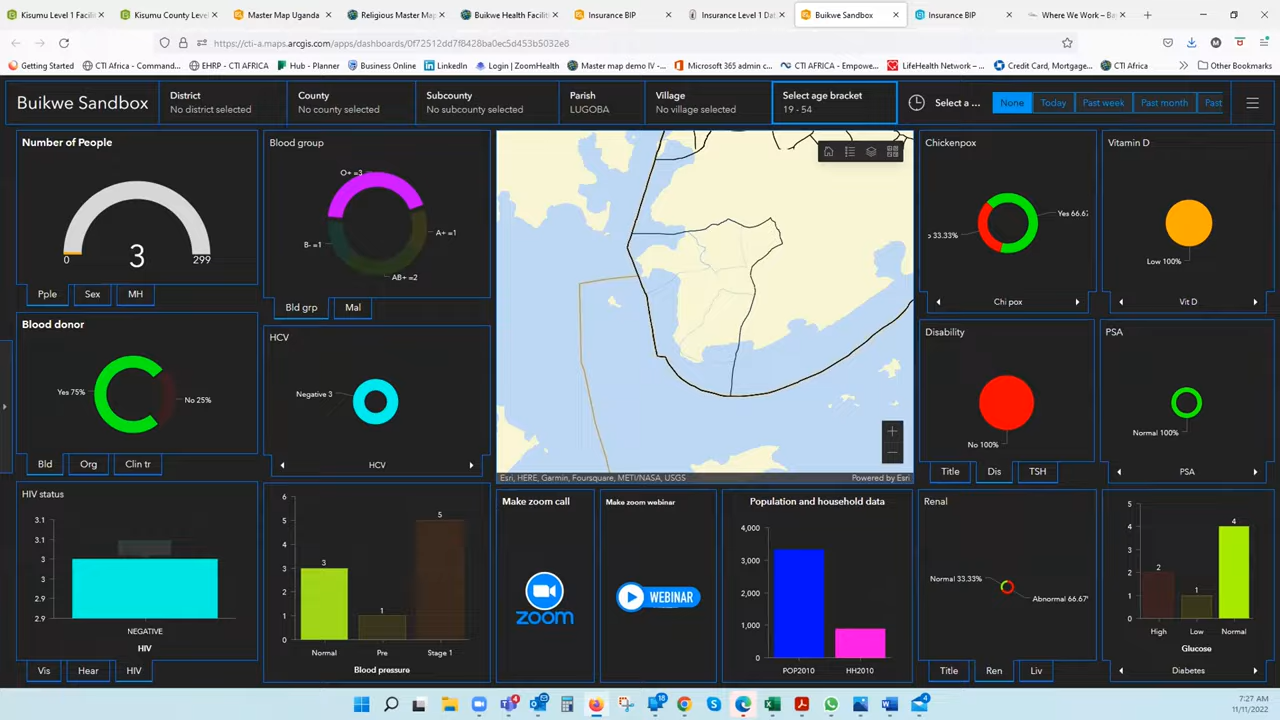 Kisumu Level 1 Facili
Kisumu County Level
Master Map Uganda
Religious Master Ma
Buikwe Health Facilit
Insurance BIP
Insurance Level 1 Da
Buikwe Sandbox
Insurance BIP
Where We Work – Ba
https://cti-a.maps.arcgis.com/apps/dashboards/0f72512dd7f8428ba0ec5d453b5032e8
Getting Started
CTI Africa - Comman...
EHRP - CTI AFRICA
Hub - Planner
Business Online
LinkedIn
Login | ZoomHealth
Master map demo IV -...
Microsoft 365 admin c...
CTI AFRICA - Empowe...
LifeHealth Network –...
Credit Card, Mortgage...
CTI Africa
Other Bookmarks
Buikwe Sandbox
District
No district selected
County
No county selected
Subcounty
No subcounty selected
Parish
LUGOBA
Village
No village selected
Select age bracket
19 - 54
Select a ...
None
Today
Past week
Past month
Past
Number of People
3
0
299
Pple
Sex
MH
Blood group
O+ =3
B- =1
A+ =1
AB+ =2
Bld grp
Mal
Chickenpox
Yes 66.67
33.33%
Chi pox
Vitamin D
Low 100%
Vit D
Blood donor
Yes 75%
No 25%
Bld
Org
Clin tr
HCV
Negative 3
HCV
Esri, HERE, Garmin, Foursquare, METI/NASA, USGS
Powered by Esri
Disability
No 100%
Title
Dis
TSH
PSA
Normal 100%
PSA
HIV status
3.1
3.1
3
3
2.9
2.9
NEGATIVE
HIV
Vis
Hear
HIV
6
5
4
3
2
1
0
3
1
5
Normal
Pre
Stage 1
Blood pressure
Make zoom call
zoom
Make zoom webinar
WEBINAR
Population and household data
4,000
3,000
2,000
1,000
0
POP2010
HH2010
Renal
Normal 33.33%
Abnormal 66.67
Title
Ren
Liv
5
4
3
2
1
0
2
1
4
High
Low
Normal
Glucose
Diabetes
7:27 AM
11/11/2022